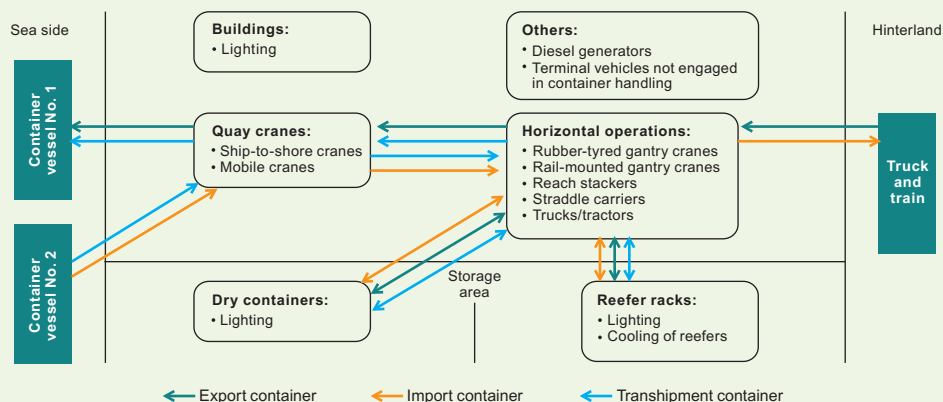 Sea side
Buildings:
• Lighting
Others:
• Diesel generators
• Terminal vehicles not engaged
in container handling
Hinterland
Container
vessel No. 1
Quay cranes:
• Ship-to-shore cranes
• Mobile cranes
Horizontal operations:
• Rubber-tyred gantry cranes
• Rail-mounted gantry cranes
• Reach stackers
• Straddle carriers
• Trucks/tractors
Truck
and
train
Container
vessel No. 2
Dry containers:
• Lighting
Storage
area
Reefer racks:
• Lighting
• Cooling of reefers
Export container
Import container
Transhipment container